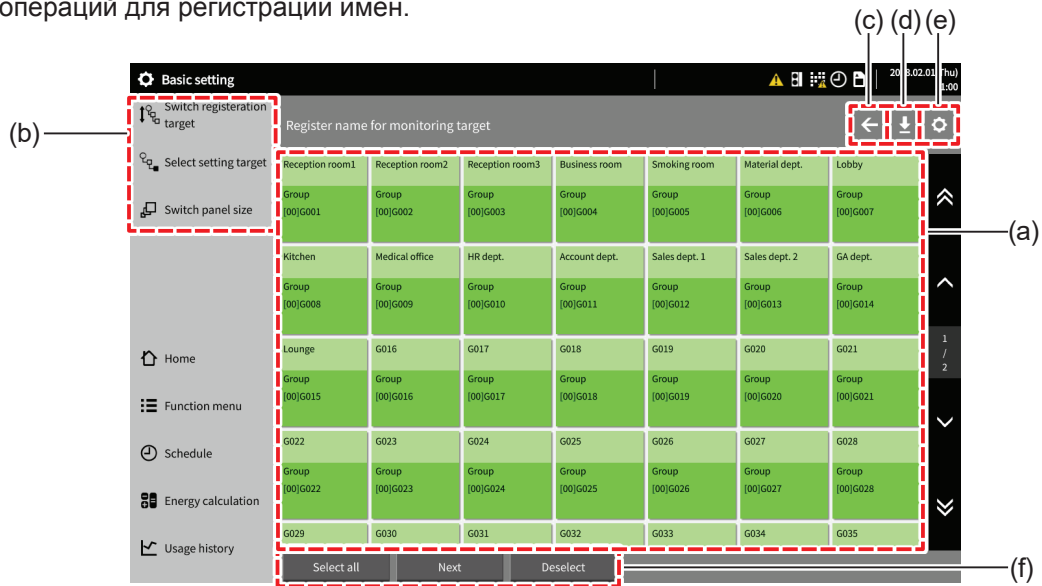 операций для регистрации имен.
(c) (d) (e)
Basic setting
2018.02.01(Thu)
1:00
Switch registeration
target
Register name for monitoring target
(b)
Select setting target
Switch panel size
Reception room1 Reception room2 Reception room3 Business room Smoking room Material dept. Lobby
Group Group Group Group Group Group Group
[00]G001 [00]G002 [00]G003 [00]G004 [00]G005 [00]G006 [00]G007
(a)
Kitchen Medical office HR dept. Account dept. Sales dept. 1 Sales dept. 2 GA dept.
Group Group Group Group Group Group Group
[00]G008 [00]G009 [00]G010 [00]G011 [00]G012 [00]G013 [00]G014
1
/
2
Lounge G016 G017 G018 G019 G020 G021
Group Group Group Group Group Group Group
[00]G015 [00]G016 [00]G017 [00]G018 [00]G019 [00]G020 [00]G021
G022 G023 G024 G025 G026 G027 G028
Group Group Group Group Group Group Group
[00]G022 [00]G023 [00]G024 [00]G025 [00]G026 [00]G027 [00]G028
G029 G030 G031 G032 G033 G034 G035
Home
Function menu
Schedule
Energy calculation
Usage history
Select all Next Deselect
(f)